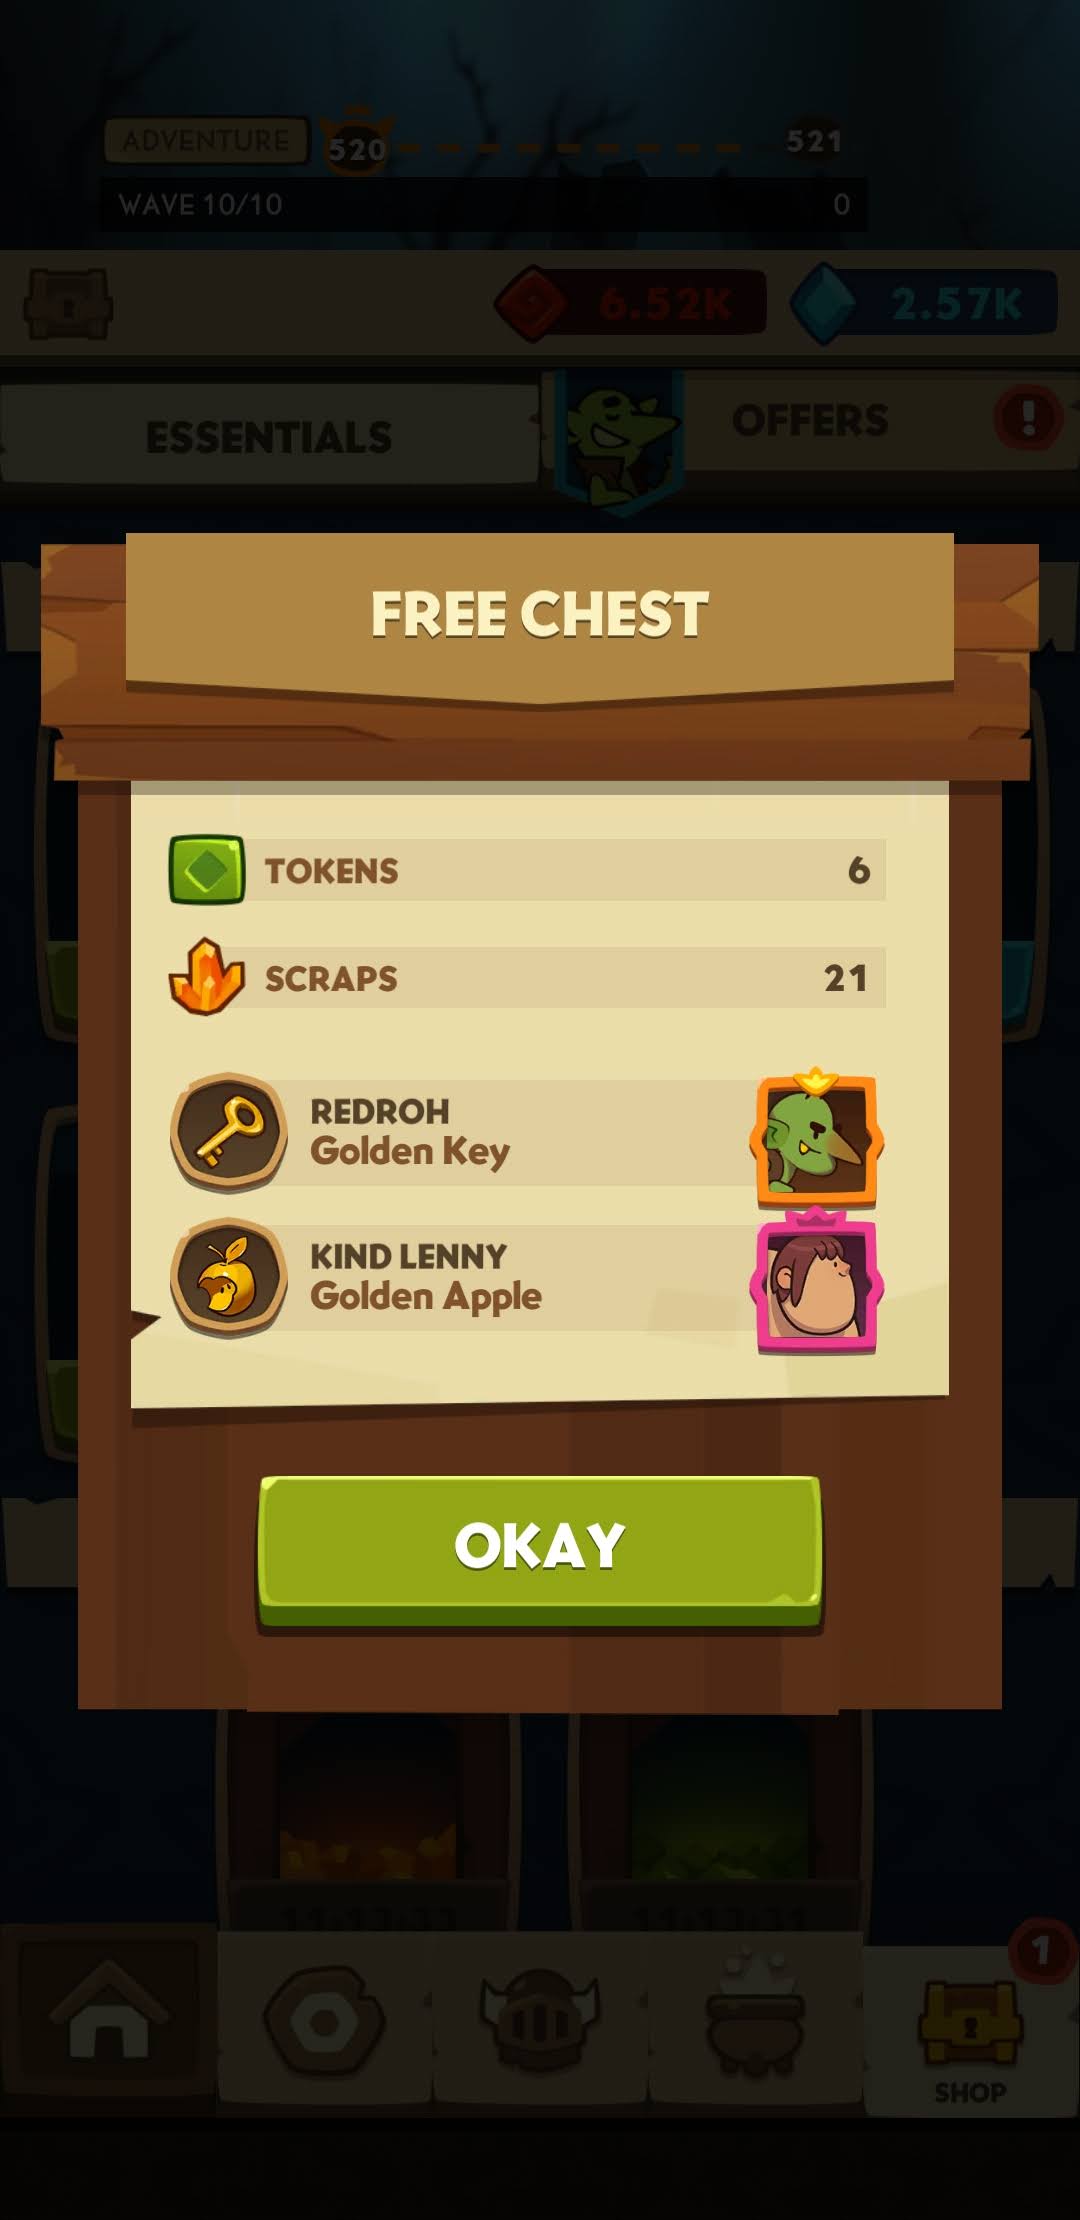 ADVENTURE
520
521
WAVE 10/10
0
6.52K
2.57K
ESSENTIALS
OFFERS
!
FREE CHEST
TOKENS
6
SCRAPS
21
REDROH
Golden Key
KIND LENNY
Golden Apple
OKAY
1
SHOP